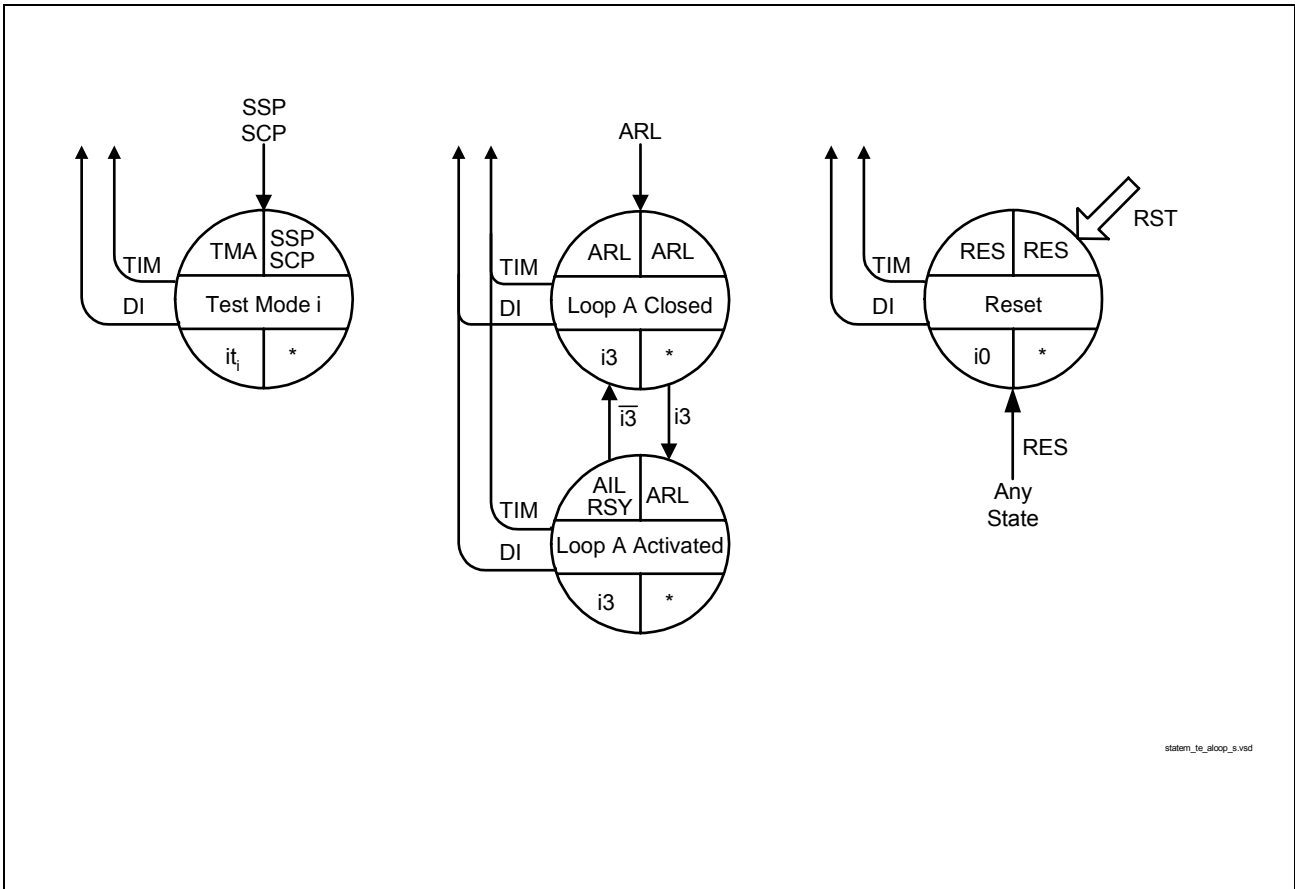 SSP
SCP
TMA
SSP
SCP
TIM
DI
Test Mode i
it_i
*
ARL
ARL
ARL
TIM
DI
Loop A Closed
i3
*
i3̅
i3
AIL
RSY
ARL
TIM
DI
Loop A Activated
i3
*
RST
RES
RES
TIM
DI
Reset
i0
*
RES
Any
State
statem_te_aloop_s.vsd